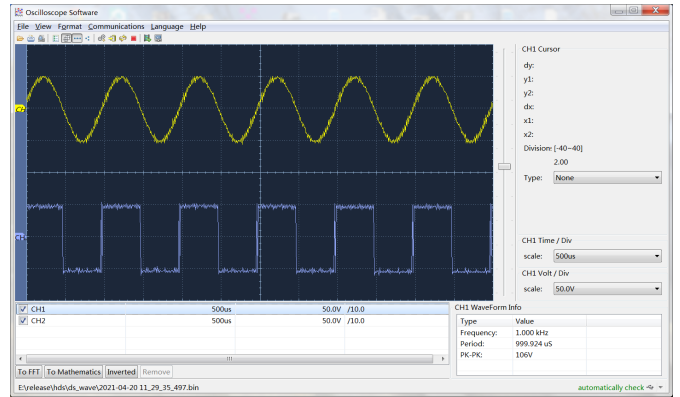 Oscilloscope Software
File View Format Communications Language Help
CH1 Cursor
dy:
y1:
y2:
dx:
x1:
x2:
Division: [-40~40]
2.00
Type: None
C2
CH
CH1 Time / Div
scale: 500us
CH1 Volt / Div
scale: 50.0V
CH1 500us 50.0V /10.0
CH2 500us 50.0V /10.0
CH1 WaveForm Info
Type Value
Frequency: 1.000 kHz
Period: 999.924 uS
PK-PK: 106V
To FFT To Mathematics Inverted Remove
E:\release\hds\ds_wave\2021-04-20 11_29_35_497.bin
automatically check